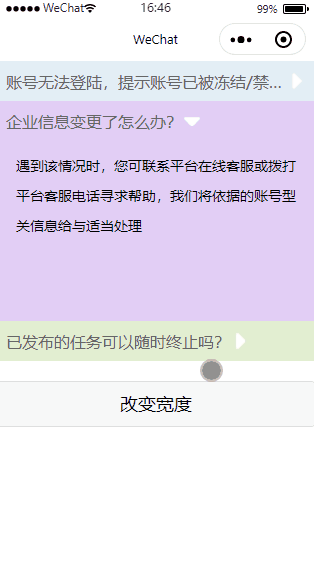 WeChat
16:46
99%
WeChat
账号无法登陆，提示账号已被冻结/禁...
企业信息变更了怎么办？
遇到该情况时，您可联系平台在线客服或拨打
平台客服电话寻求帮助，我们将依据的账号型
关信息给与适当处理
已发布的任务可以随时终止吗？
改变宽度